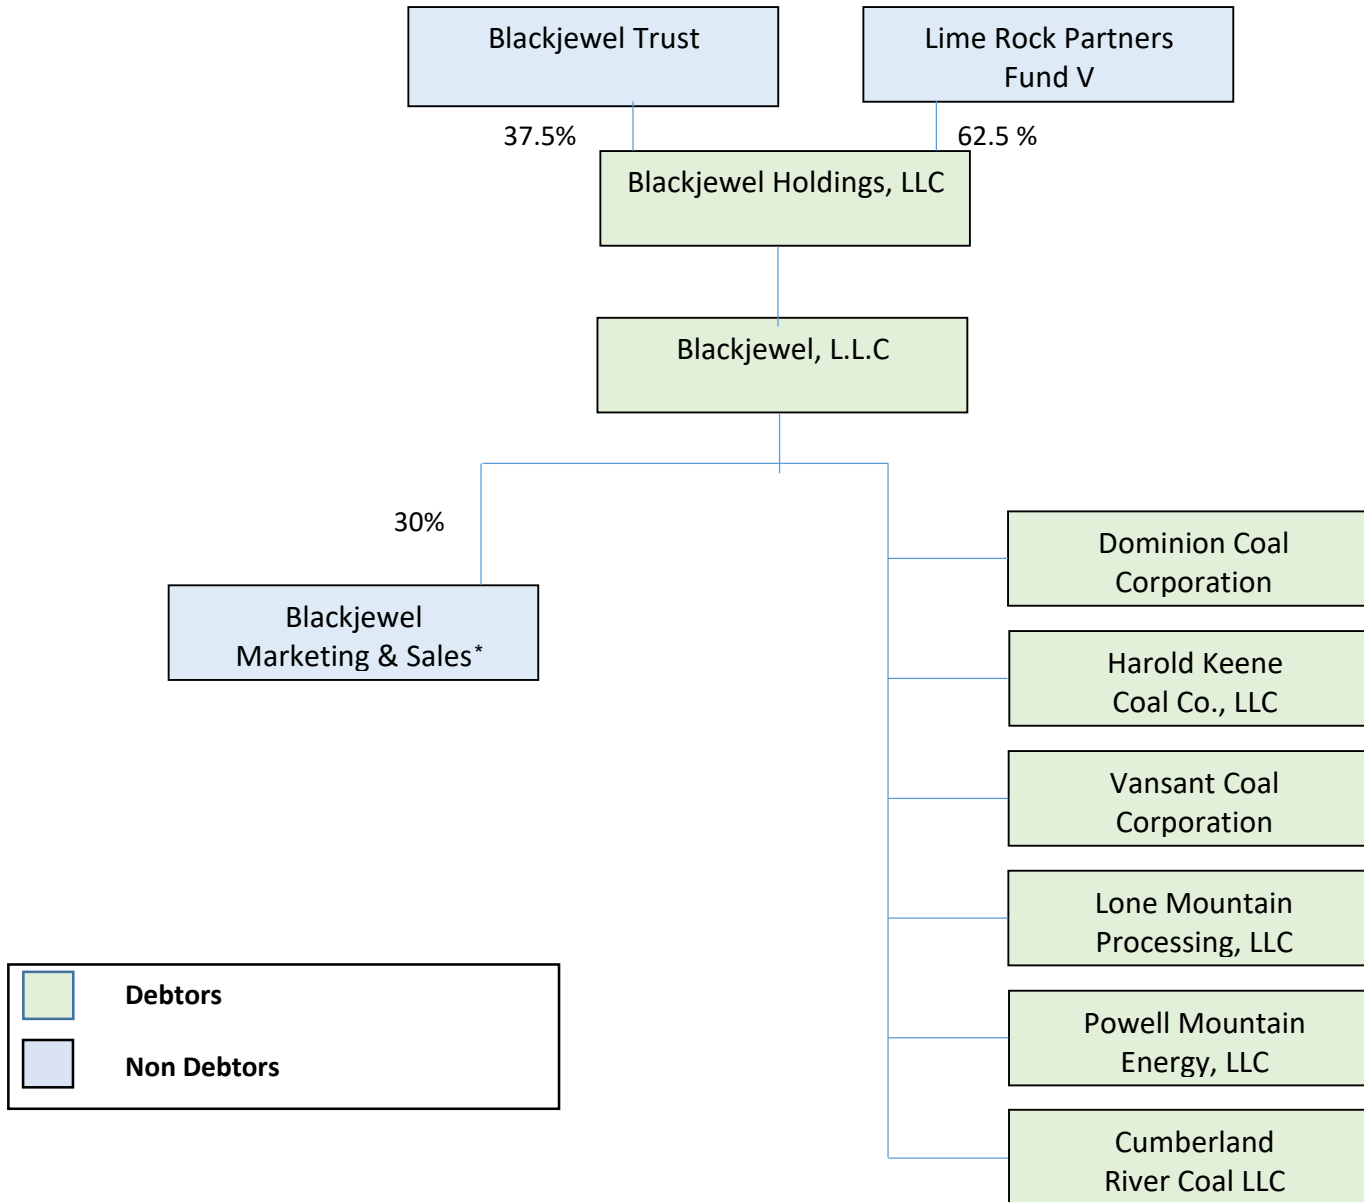 Blackjewel Trust
Lime Rock Partners
Fund V
37.5%
62.5 %
Blackjewel Holdings, LLC
Blackjewel, L.L.C
30%
Blackjewel
Marketing & Sales*
Dominion Coal
Corporation
Harold Keene
Coal Co., LLC
Vansant Coal
Corporation
Lone Mountain
Processing, LLC
Powell Mountain
Energy, LLC
Cumberland
River Coal LLC
Debtors
Non Debtors